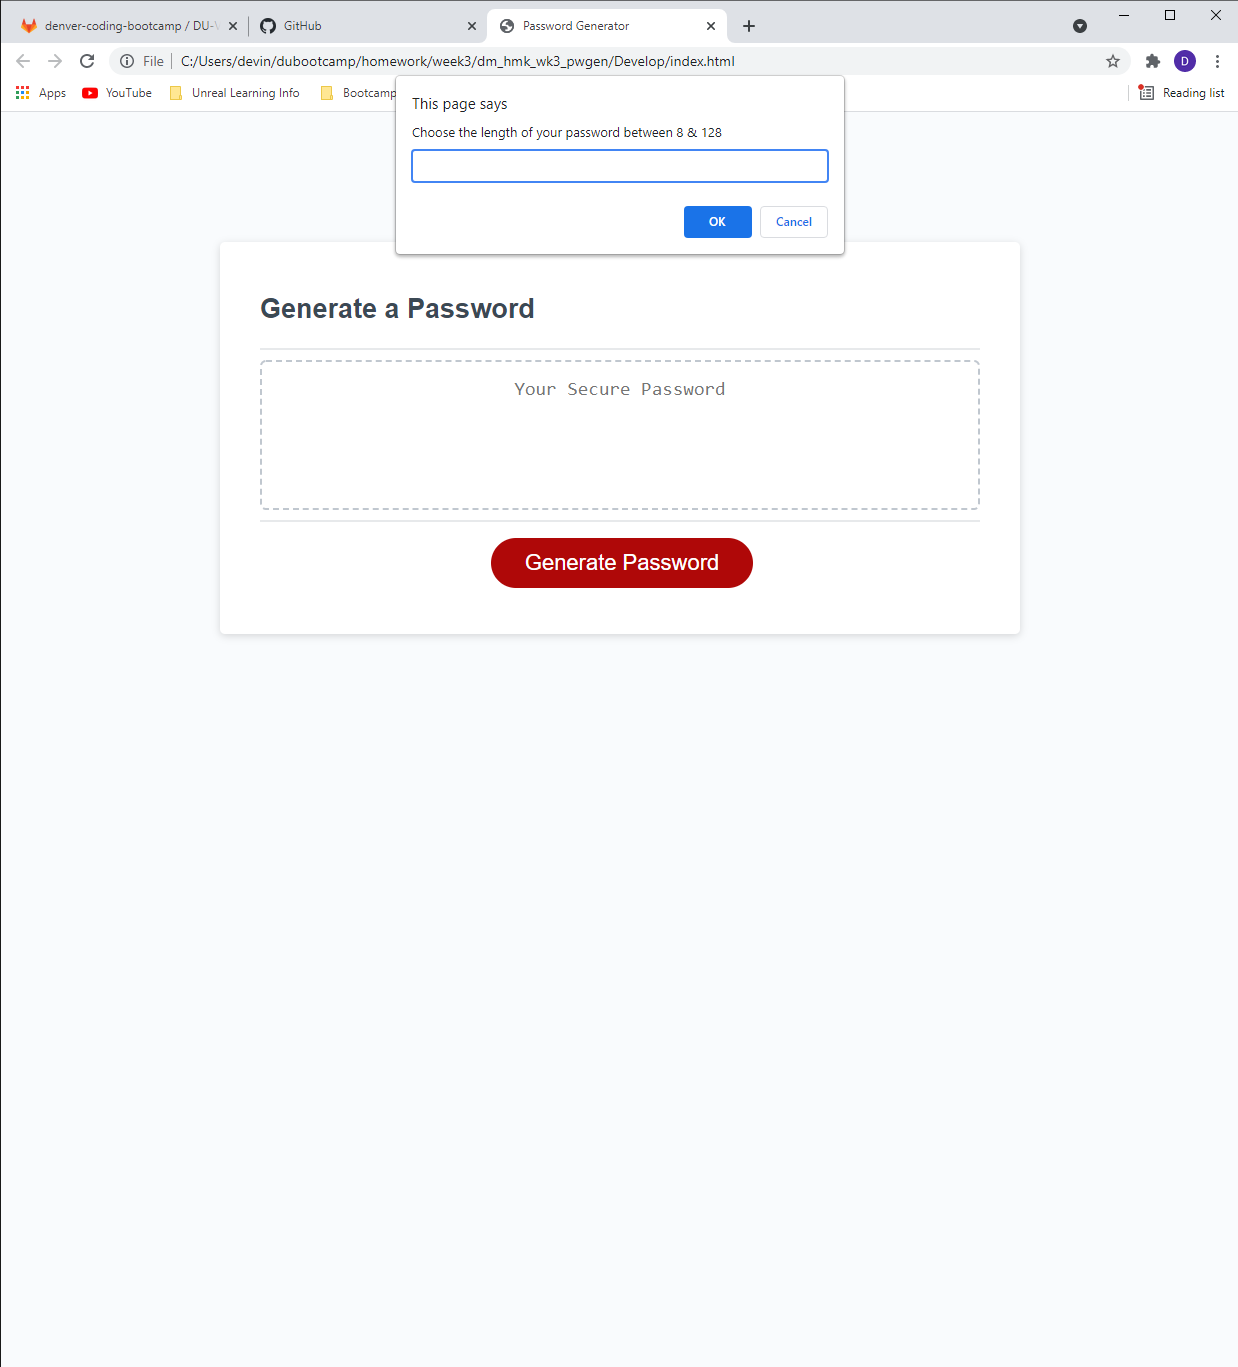 denver-coding-bootcamp / DU-V
GitHub
Password Generator
File
C:/Users/devin/dubootcamp/homework/week3/dm_hmk_wk3_pwgen/Develop/index.html
D
Apps
YouTube
Unreal Learning Info
Bootcamp
Reading list
This page says
Choose the length of your password between 8 & 128
OK
Cancel
Generate a Password
Your Secure Password
Generate Password